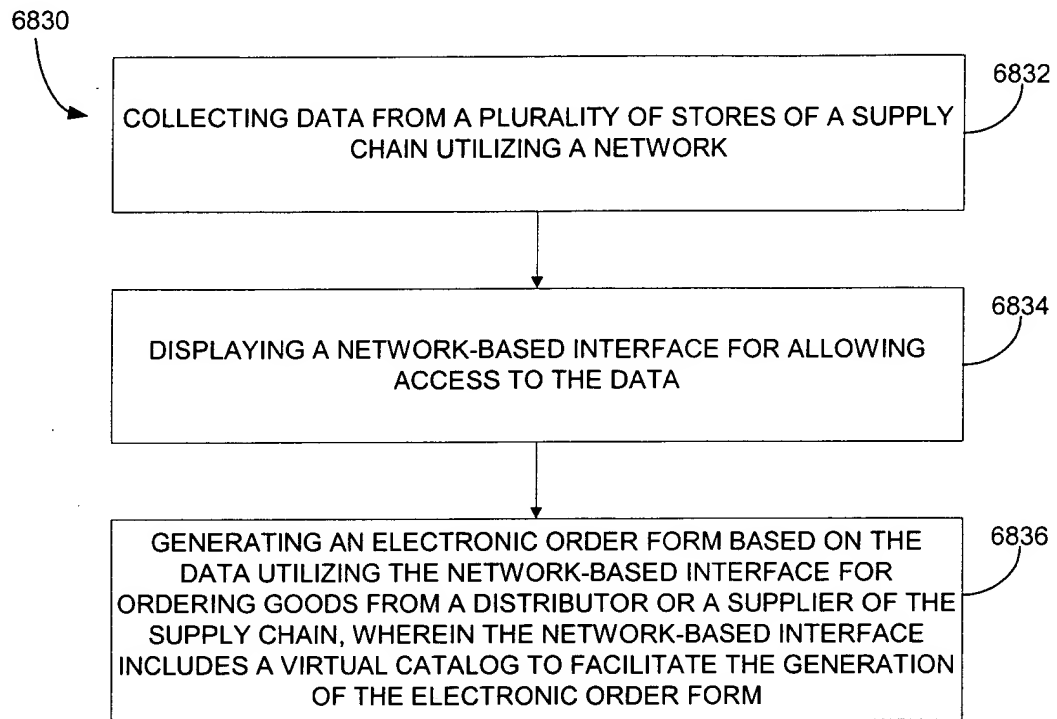 6830
6832
COLLECTING DATA FROM A PLURALITY OF STORES OF A SUPPLY
CHAIN UTILIZING A NETWORK
6834
DISPLAYING A NETWORK-BASED INTERFACE FOR ALLOWING
ACCESS TO THE DATA
6836
GENERATING AN ELECTRONIC ORDER FORM BASED ON THE
DATA UTILIZING THE NETWORK-BASED INTERFACE FOR
ORDERING GOODS FROM A DISTRIBUTOR OR A SUPPLIER OF THE
SUPPLY CHAIN, WHEREIN THE NETWORK-BASED INTERFACE
INCLUDES A VIRTUAL CATALOG TO FACILITATE THE GENERATION
OF THE ELECTRONIC ORDER FORM